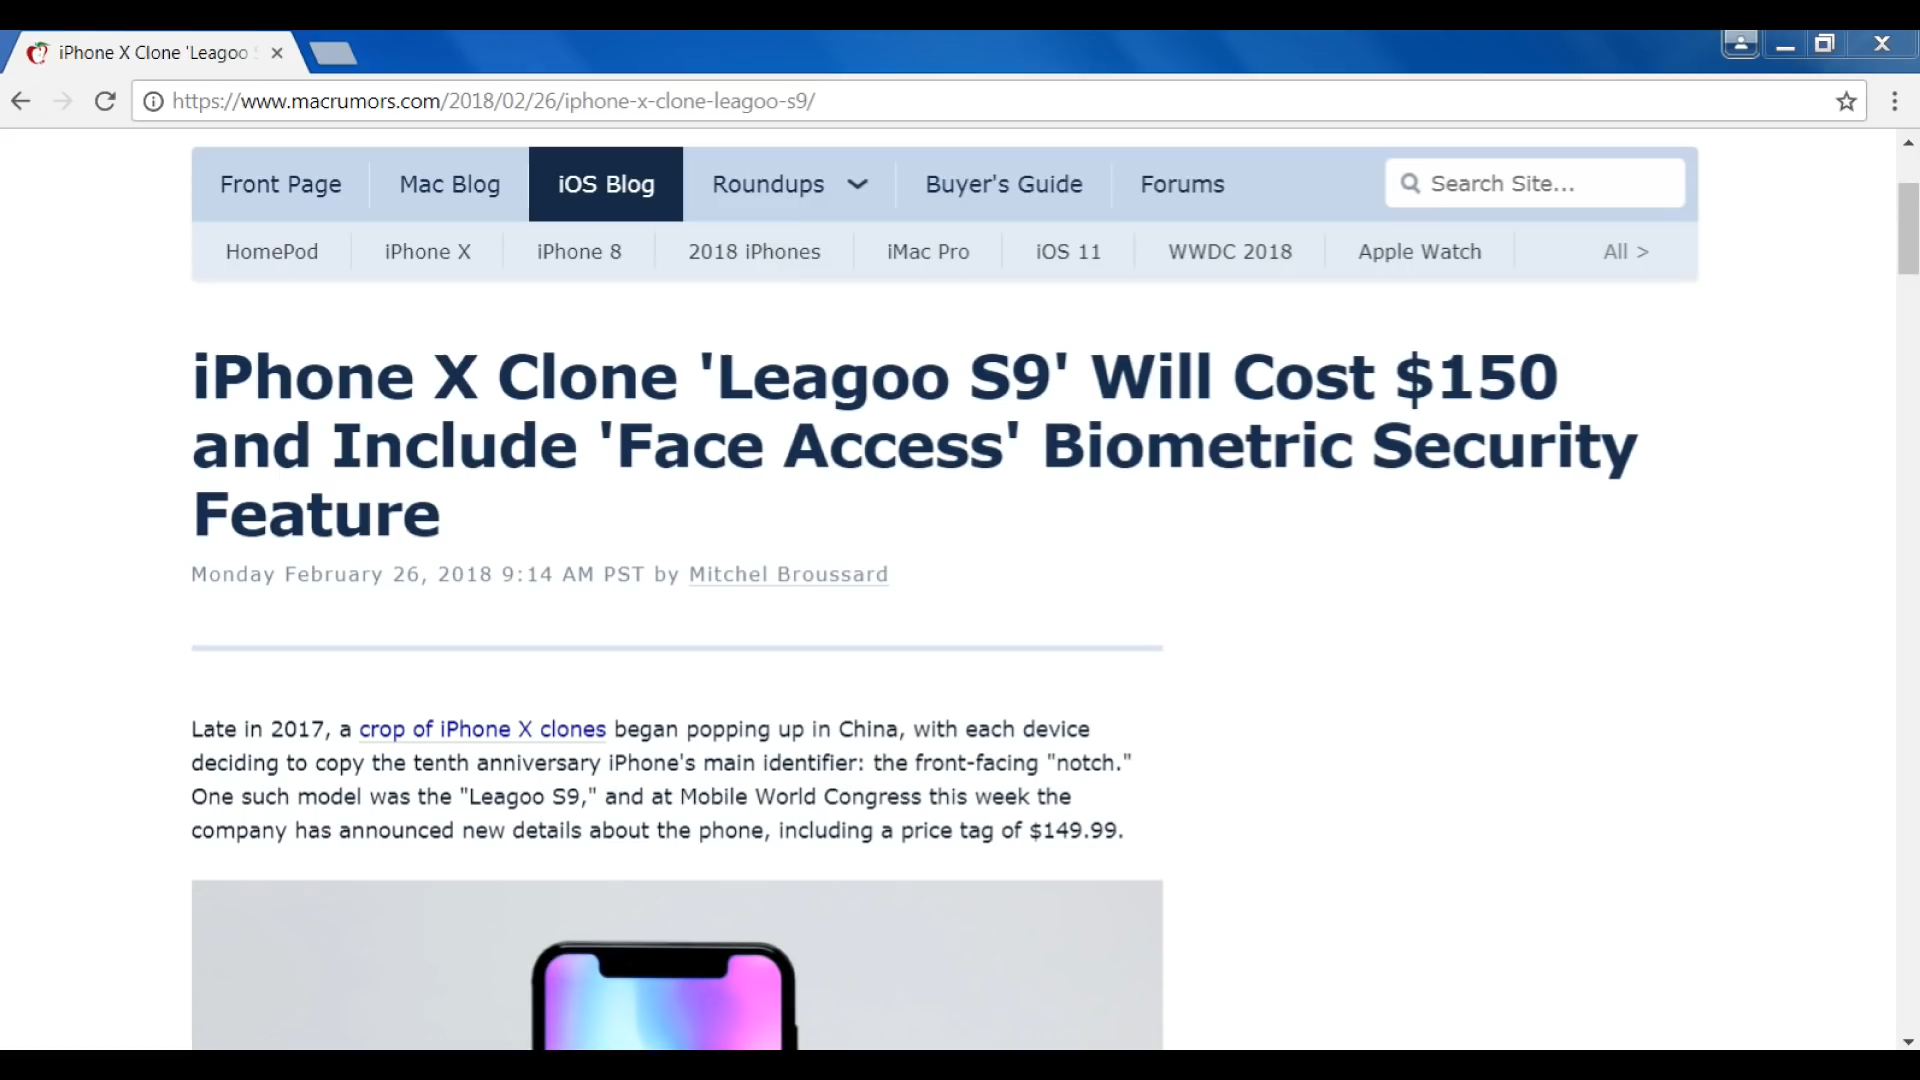 iPhone X Clone 'Leagoo
https://www.macrumors.com/2018/02/26/iphone-x-clone-leagoo-s9/
Front Page Mac Blog iOS Blog Roundups Buyer's Guide Forums Search Site...
HomePod iPhone X iPhone 8 2018 iPhones iMac Pro iOS 11 WWDC 2018 Apple Watch All >
iPhone X Clone 'Leagoo S9' Will Cost $150
and Include 'Face Access' Biometric Security
Feature
Monday February 26, 2018 9:14 AM PST by Mitchel Broussard
Late in 2017, a crop of iPhone X clones began popping up in China, with each device
deciding to copy the tenth anniversary iPhone's main identifier: the front-facing "notch."
One such model was the "Leagoo S9," and at Mobile World Congress this week the
company has announced new details about the phone, including a price tag of $149.99.